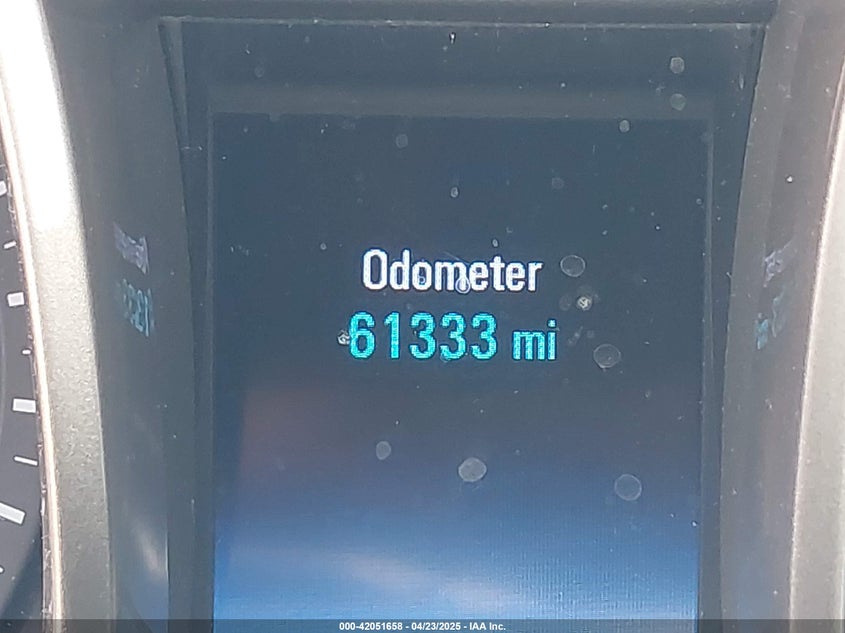 Odometer
61333 mi
000-42051658 - 04/23/2025 - IAA Inc.